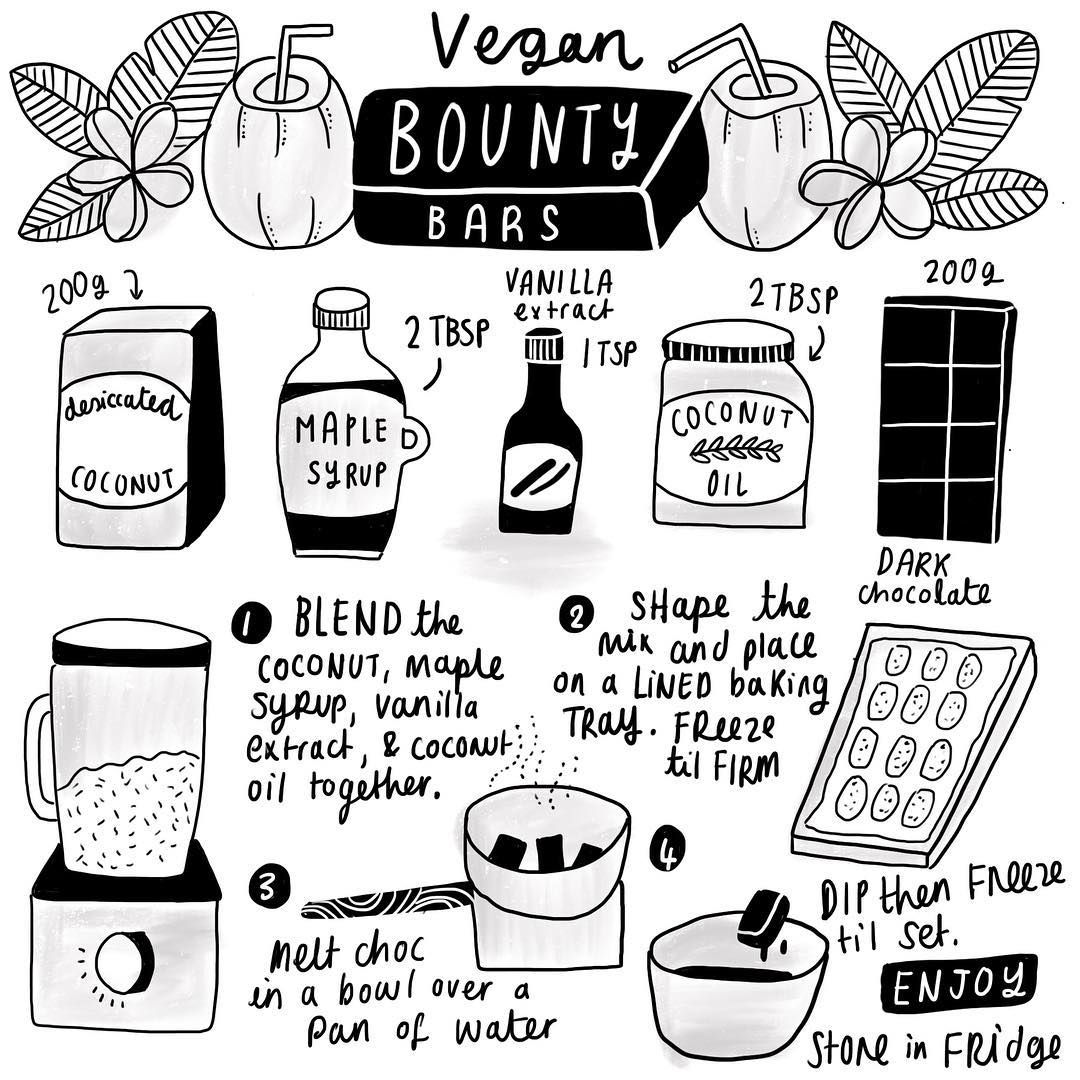 Vegan
BOUNTY
BARS
200g
desiccated
COCONUT
2 TBSP
MAPLE
SYRUP
VANILLA
extract
1 TSP
2 TBSP
COCONUT
OIL
200g
DARK
chocolate
1 BLEND the
COCONUT, maple
SYRUP, vanilla
extract, & coconut
oil together.
2 SHape the
mix and place
on a LINED baking
TRAY. FREEZE
til FIRM
3
Melt choc
in a bowl over a
pan of water
4
DIP then FREEZE
til set.
ENJOY
STORE in FRidge